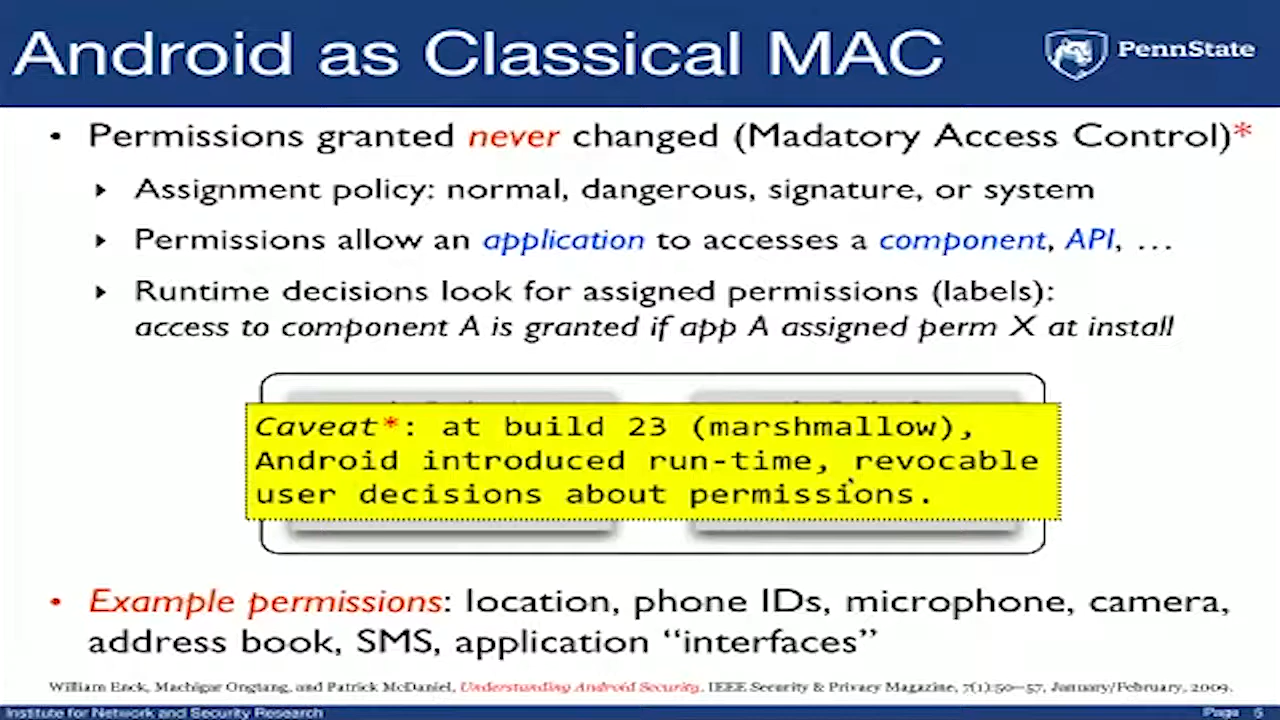 Android as Classical MAC
PennState
• Permissions granted never changed (Madatory Access Control)*
‣ Assignment policy: normal, dangerous, signature, or system
‣ Permissions allow an application to accesses a component, API, …
‣ Runtime decisions look for assigned permissions (labels):
access to component A is granted if app A assigned perm X at install
Caveat*: at build 23 (marshmallow),
Android introduced run-time, revocable
user decisions about permissions.
• Example permissions: location, phone IDs, microphone, camera,
address book, SMS, application “interfaces”
William Enck, Machigar Ongtang, and Patrick McDaniel, Understanding Android Security, IEEE Security & Privacy Magazine, 7(1):50—57, January/February, 2009.
Institute for Network and Security Research
Page 5